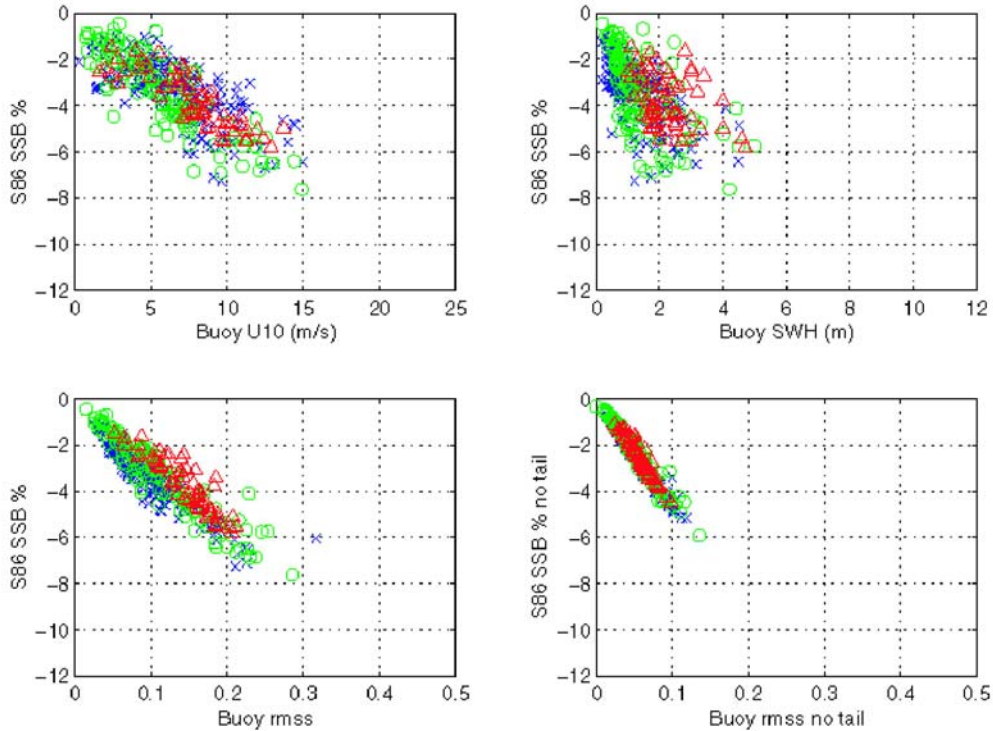 0
−2
−4
−6
−8
−10
−12
S86 SSB %
0 5 10 15 20 25
Buoy U10 (m/s)
0
−2
−4
−6
−8
−10
−12
S86 SSB %
0 2 4 6 8 10 12
Buoy SWH (m)
0
−2
−4
−6
−8
−10
−12
S86 SSB %
0 0.1 0.2 0.3 0.4 0.5
Buoy rmss
0
−2
−4
−6
−8
−10
−12
S86 SSB % no tail
0 0.1 0.2 0.3 0.4 0.5
Buoy rmss no tail